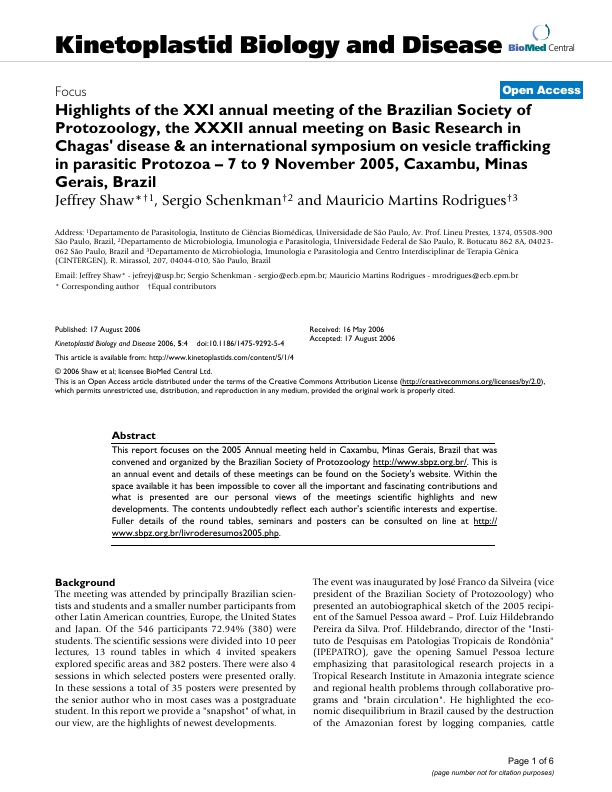 Kinetoplastid Biology and Disease
BioMed Central
Focus
Open Access
Highlights of the XXI annual meeting of the Brazilian Society of
Protozoology, the XXXII annual meeting on Basic Research in
Chagas' disease & an international symposium on vesicle trafficking
in parasitic Protozoa – 7 to 9 November 2005, Caxambu, Minas
Gerais, Brazil
Jeffrey Shaw*†1, Sergio Schenkman†2 and Mauricio Martins Rodrigues†3
Address: 1Departamento de Parasitologia, Instituto de Ciências Biomédicas, Universidade de São Paulo, Av. Prof. Lineu Prestes, 1374, 05508-900
São Paulo, Brazil, 2Departamento de Microbiologia, Imunologia e Parasitologia, Universidade Federal de São Paulo, R. Botucatu 862 8A, 04023-
062 São Paulo, Brazil and 3Departamento de Microbiologia, Imunologia e Parasitologia and Centro Interdisciplinar de Terapia Gênica
(CINTERGEN), R. Mirassol, 207, 04044-010, São Paulo, Brazil
Email: Jeffrey Shaw* - jefreyj@usp.br; Sergio Schenkman - sergio@ecb.epm.br; Mauricio Martins Rodrigues - mrodrigues@ecb.epm.br
* Corresponding author †Equal contributors
Published: 17 August 2006
Kinetoplastid Biology and Disease 2006, 5:4 doi:10.1186/1475-9292-5-4
Received: 16 May 2006
Accepted: 17 August 2006
This article is available from: http://www.kinetoplastids.com/content/5/1/4
© 2006 Shaw et al; licensee BioMed Central Ltd.
This is an Open Access article distributed under the terms of the Creative Commons Attribution License (http://creativecommons.org/licenses/by/2.0),
which permits unrestricted use, distribution, and reproduction in any medium, provided the original work is properly cited.
Abstract
This report focuses on the 2005 Annual meeting held in Caxambu, Minas Gerais, Brazil that was
convened and organized by the Brazilian Society of Protozoology http://www.sbpz.org.br/. This is
an annual event and details of these meetings can be found on the Society's website. Within the
space available it has been impossible to cover all the important and fascinating contributions and
what is presented are our personal views of the meetings scientific highlights and new
developments. The contents undoubtedly reflect each author's scientific interests and expertise.
Fuller details of the round tables, seminars and posters can be consulted on line at http://
www.sbpz.org.br/livroderesumos2005.php.
Background
The meeting was attended by principally Brazilian scien-
tists and students and a smaller number participants from
other Latin American countries, Europe, the United States
and Japan. Of the 546 participants 72.94% (380) were
students. The scientific sessions were divided into 10 peer
lectures, 13 round tables in which 4 invited speakers
explored specific areas and 382 posters. There were also 4
sessions in which selected posters were presented orally.
In these sessions a total of 35 posters were presented by
the senior author who in most cases was a postgraduate
student. In this report we provide a "snapshot" of what, in
our view, are the highlights of newest developments.
The event was inaugurated by José Franco da Silveira (vice
president of the Brazilian Society of Protozoology) who
presented an autobiographical sketch of the 2005 recipi-
ent of the Samuel Pessoa award – Prof. Luiz Hildebrando
Pereira da Silva. Prof. Hildebrando, director of the "Insti-
tuto de Pesquisas em Patologias Tropicais de Rondônia"
(IPEPATRO), gave the opening Samuel Pessoa lecture
emphasizing that parasitological research projects in a
Tropical Research Institute in Amazonia integrate science
and regional health problems through collaborative pro-
grams and "brain circulation". He highlighted the eco-
nomic disequilibrium in Brazil caused by the destruction
of the Amazonian forest by logging companies, cattle
Page 1 of 6
(page number not for citation purposes)